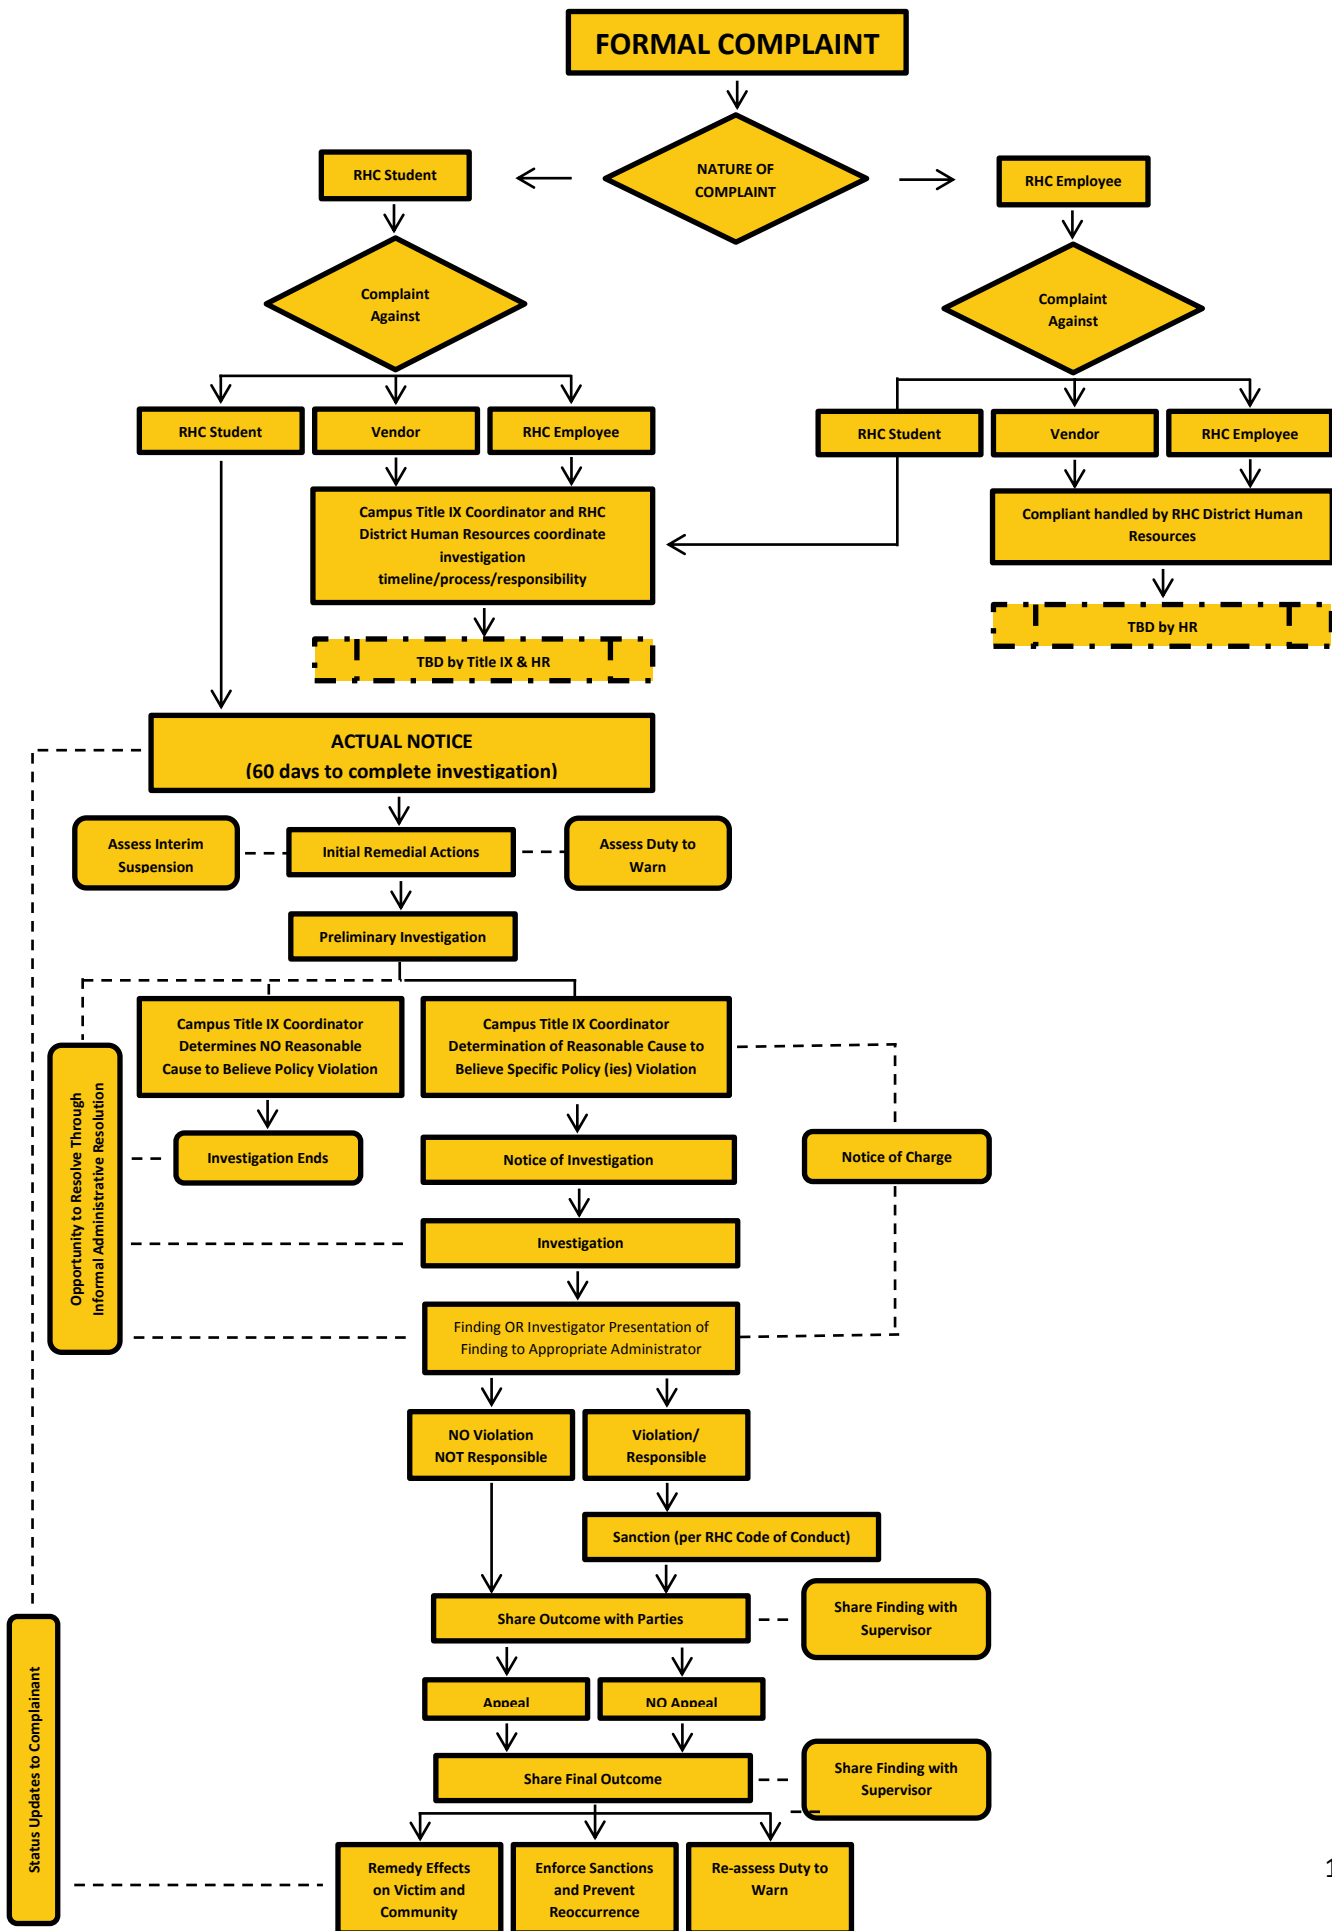 FORMAL COMPLAINT
NATURE OF
COMPLAINT
RHC Student
RHC Employee
Complaint
Against
Complaint
Against
RHC Student
Vendor
RHC Employee
RHC Student
Vendor
RHC Employee
Campus Title IX Coordinator and RHC
District Human Resources coordinate
investigation
timeline/process/responsibility
Compliant handled by RHC District Human
Resources
TBD by Title IX & HR
TBD by HR
ACTUAL NOTICE
(60 days to complete investigation)
Assess Interim
Suspension
Initial Remedial Actions
Assess Duty to
Warn
Preliminary Investigation
Campus Title IX Coordinator
Determines NO Reasonable
Cause to Believe Policy Violation
Campus Title IX Coordinator
Determination of Reasonable Cause to
Believe Specific Policy (ies) Violation
Opportunity to Resolve Through
Informal Administrative Resolution
Investigation Ends
Notice of Investigation
Notice of Charge
Investigation
Finding OR Investigator Presentation of
Finding to Appropriate Administrator
NO Violation
NOT Responsible
Violation/
Responsible
Sanction (per RHC Code of Conduct)
Share Outcome with Parties
Share Finding with
Supervisor
Appeal
NO Appeal
Share Final Outcome
Share Finding with
Supervisor
Status Updates to Complainant
Remedy Effects
on Victim and
Community
Enforce Sanctions
and Prevent
Reoccurrence
Re-assess Duty to
Warn
1